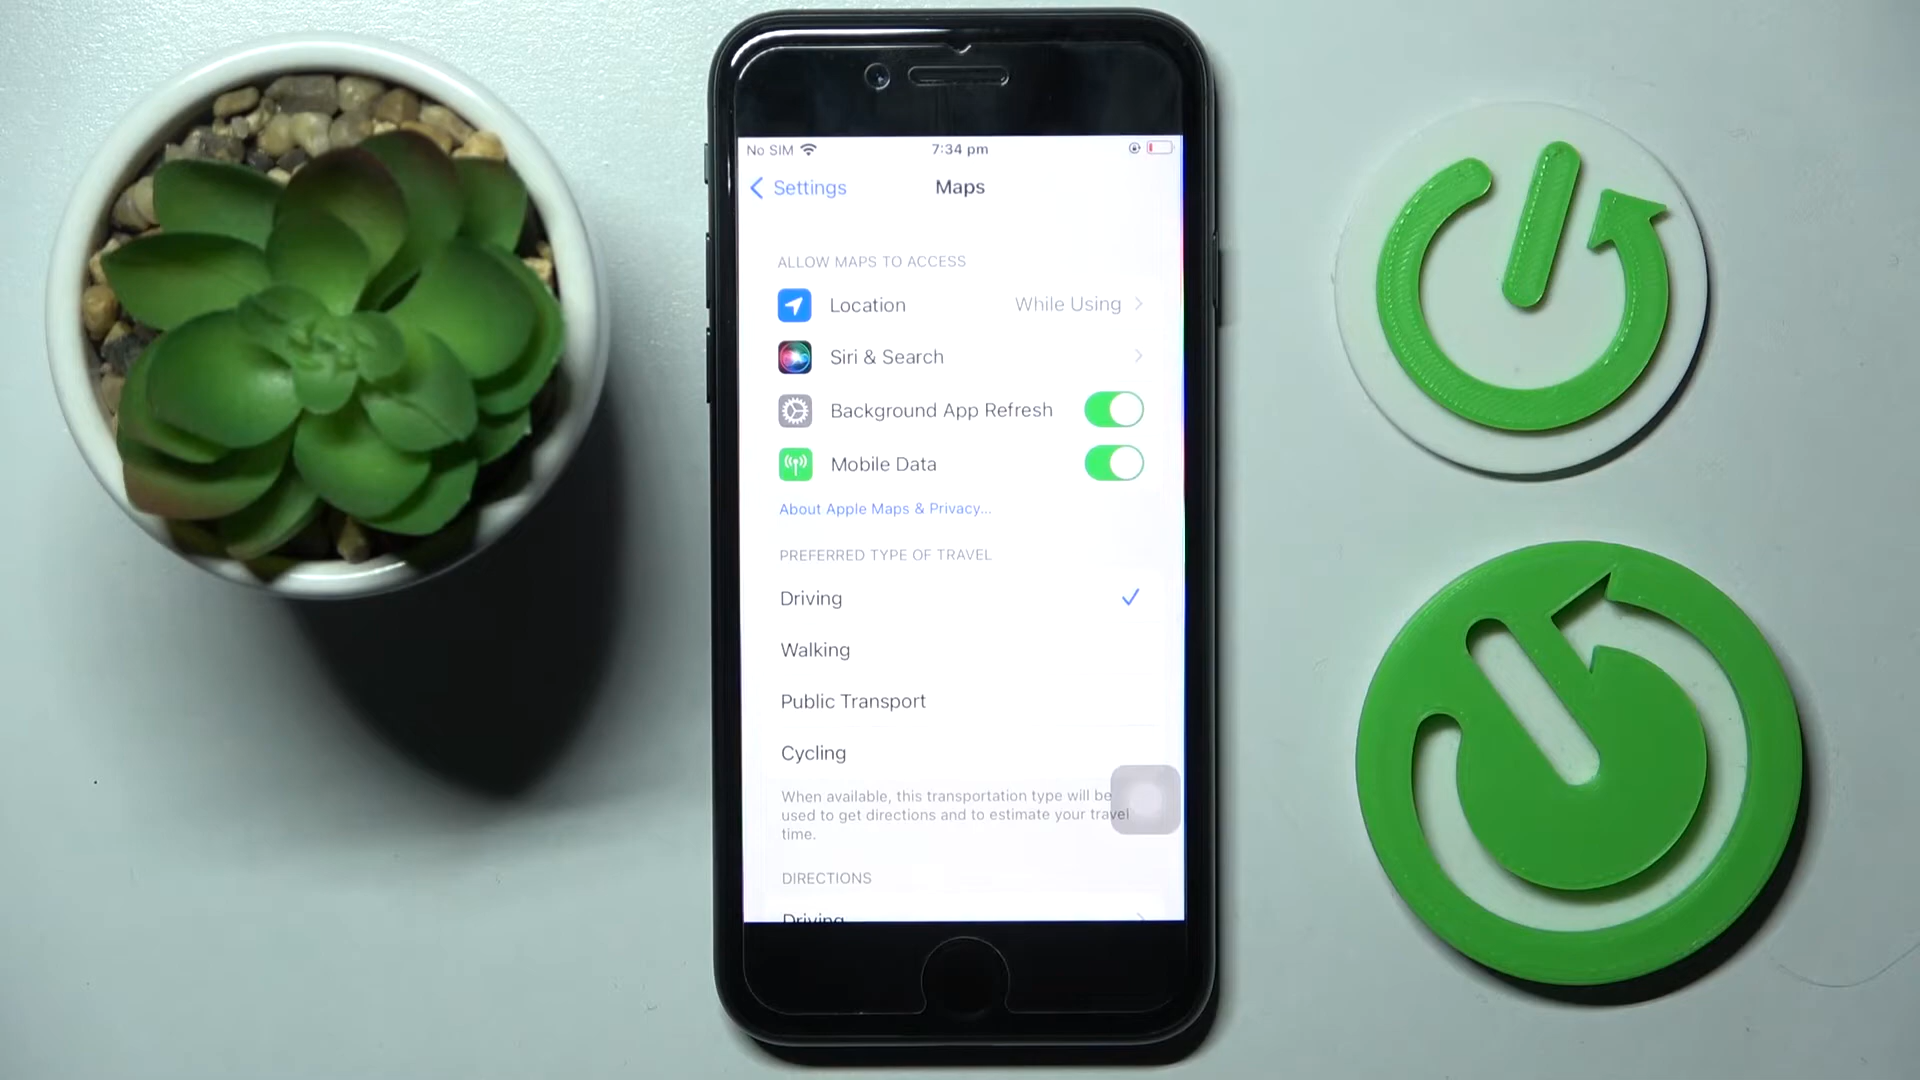 No SIM 7:34 pm
Settings Maps
ALLOW MAPS TO ACCESS
Location While Using
Siri & Search
Background App Refresh
Mobile Data
About Apple Maps & Privacy...
PREFERRED TYPE OF TRAVEL
Driving
Walking
Public Transport
Cycling
When available, this transportation type will be
used to get directions and to estimate your travel
time.
DIRECTIONS
Driving